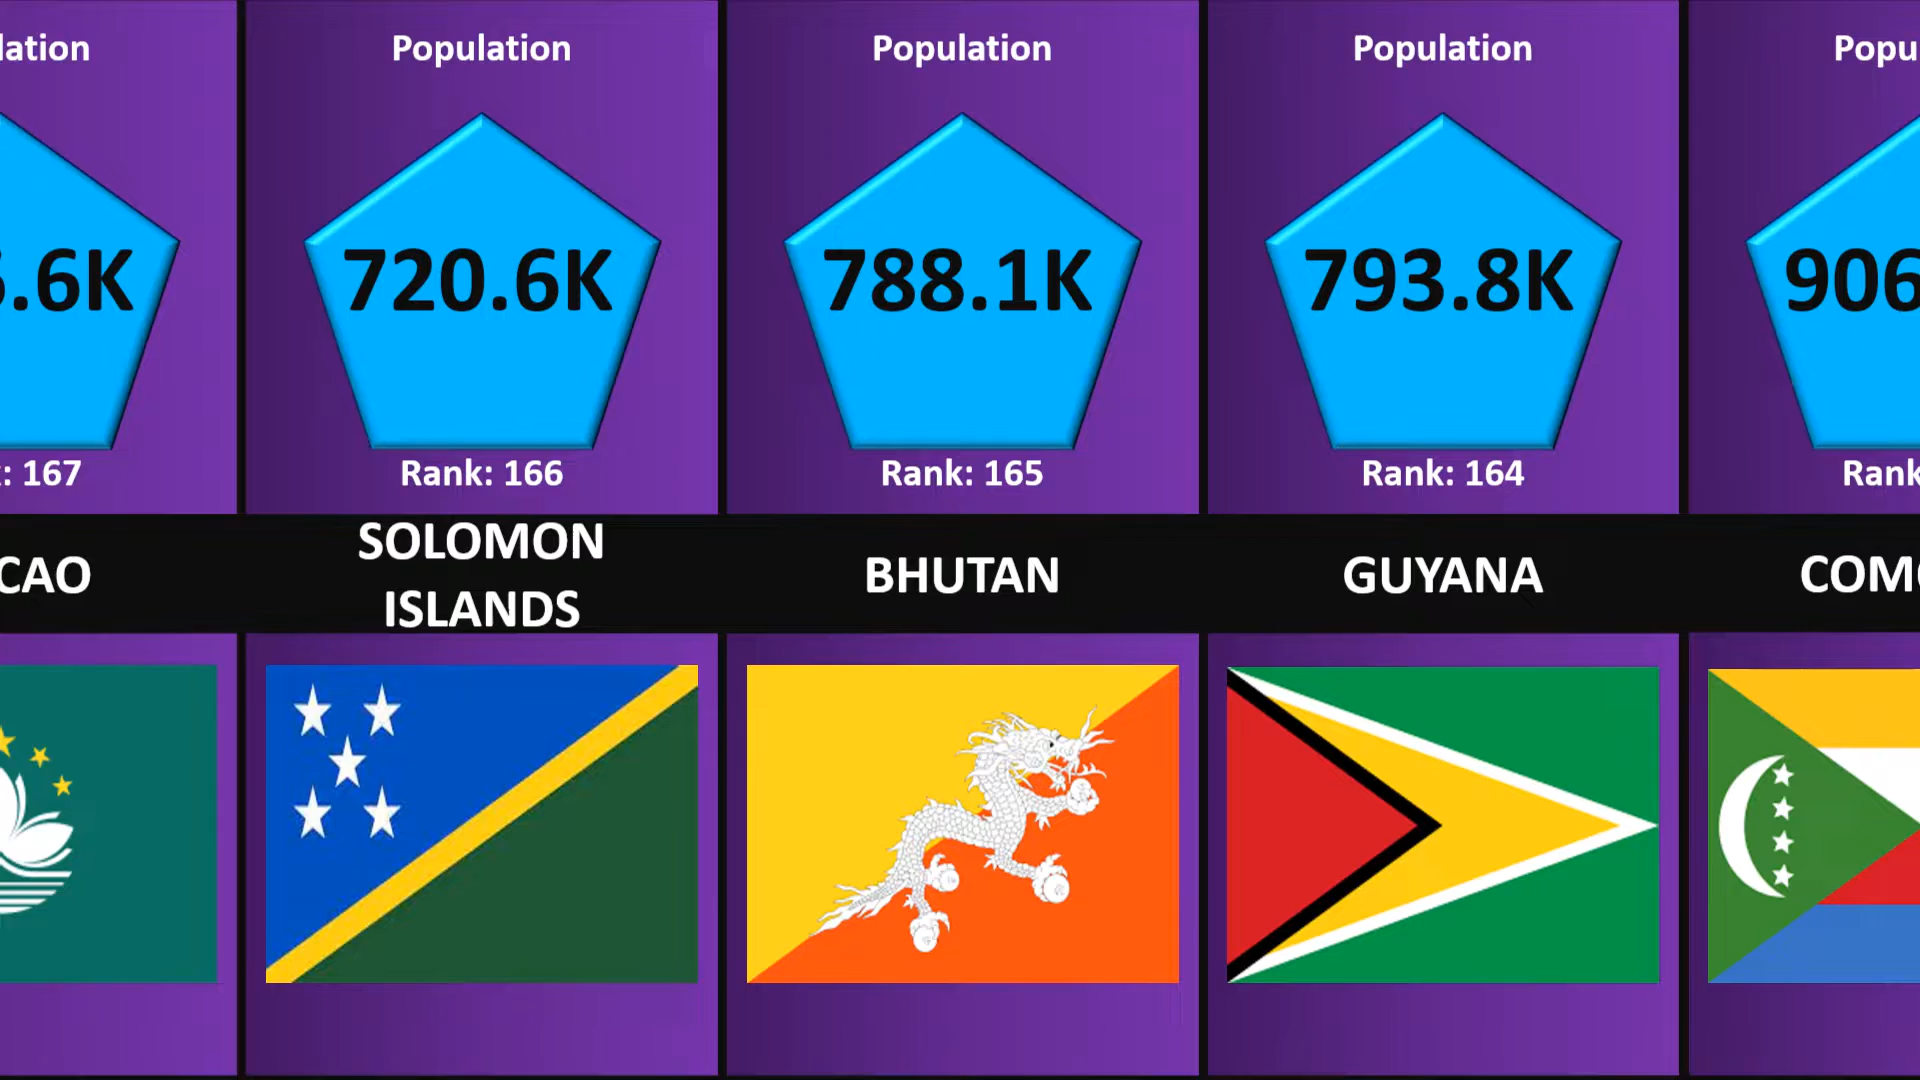 Population
Population
Population
720.6K
788.1K
793.8K
: 167
Rank: 166
Rank: 165
Rank: 164
SOLOMON
ISLANDS
BHUTAN
GUYANA